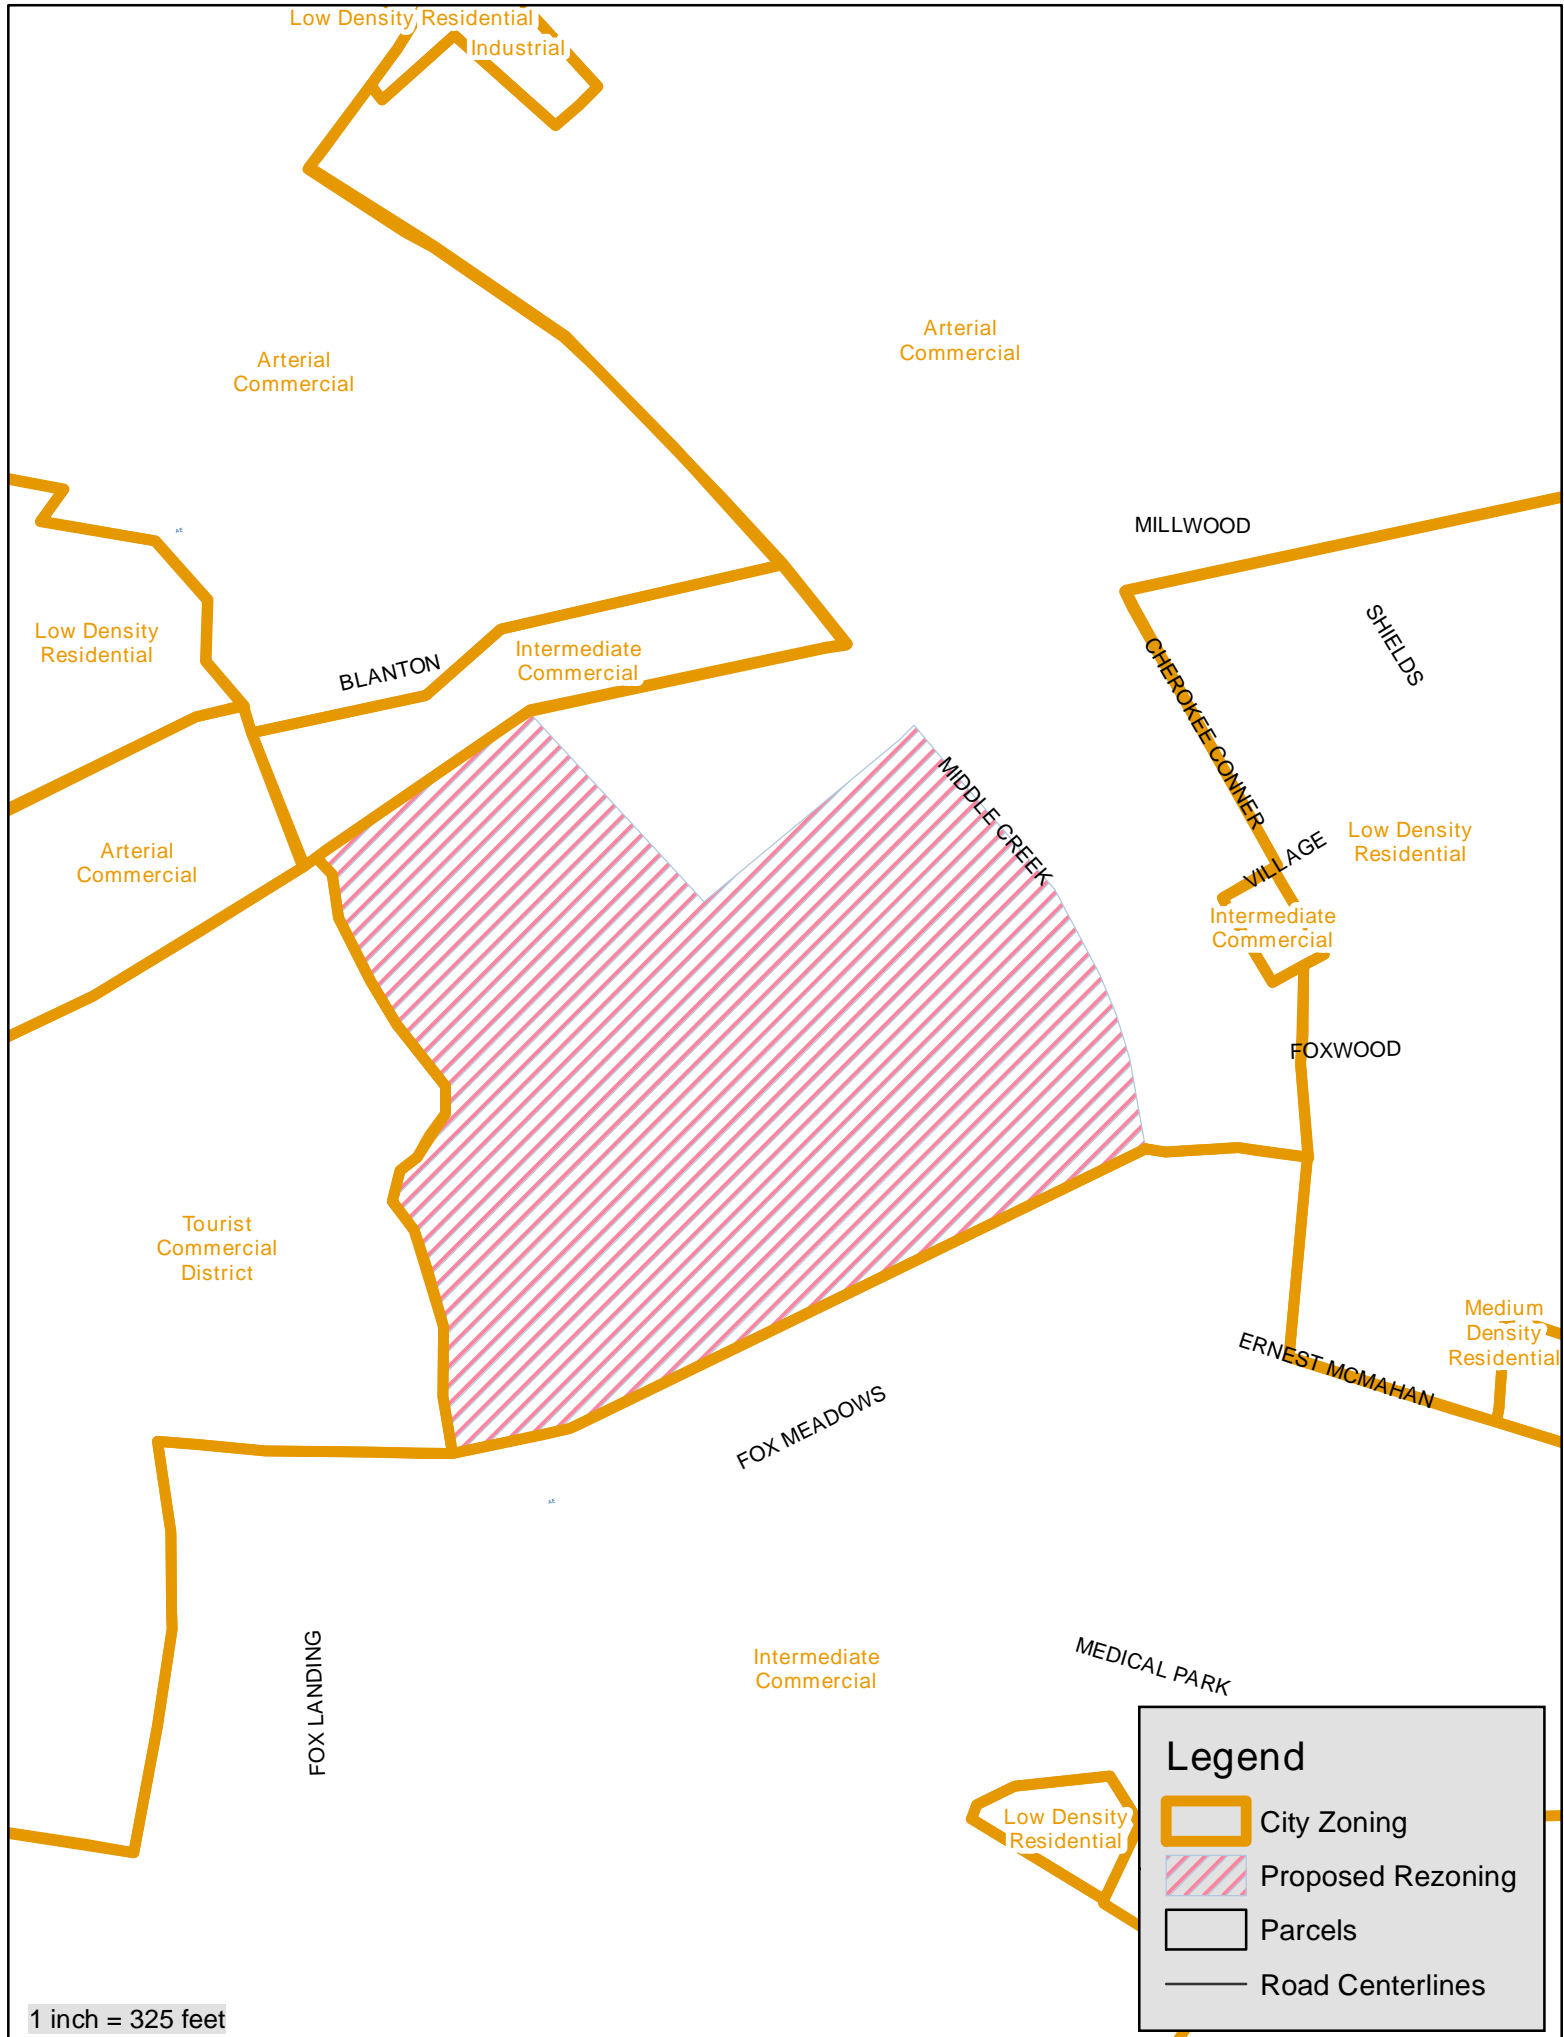 Low Density Residential
Industrial
Arterial
Commercial
Arterial
Commercial
MILLWOOD
AE
SHIELDS
Low Density
Residential
Intermediate
Commercial
BLANTON
CHEROKEE CONNER
MIDDLE CREEK
Arterial
Commercial
VILLAGE
Low Density
Residential
Intermediate
Commercial
FOXWOOD
Tourist
Commercial
District
Medium
Density
Residential
ERNEST MCMAHAN
FOX MEADOWS
AE
FOX LANDING
Intermediate
Commercial
MEDICAL PARK
Low Density
Residential
Legend
City Zoning
Proposed Rezoning
Parcels
Road Centerlines
1 inch = 325 feet